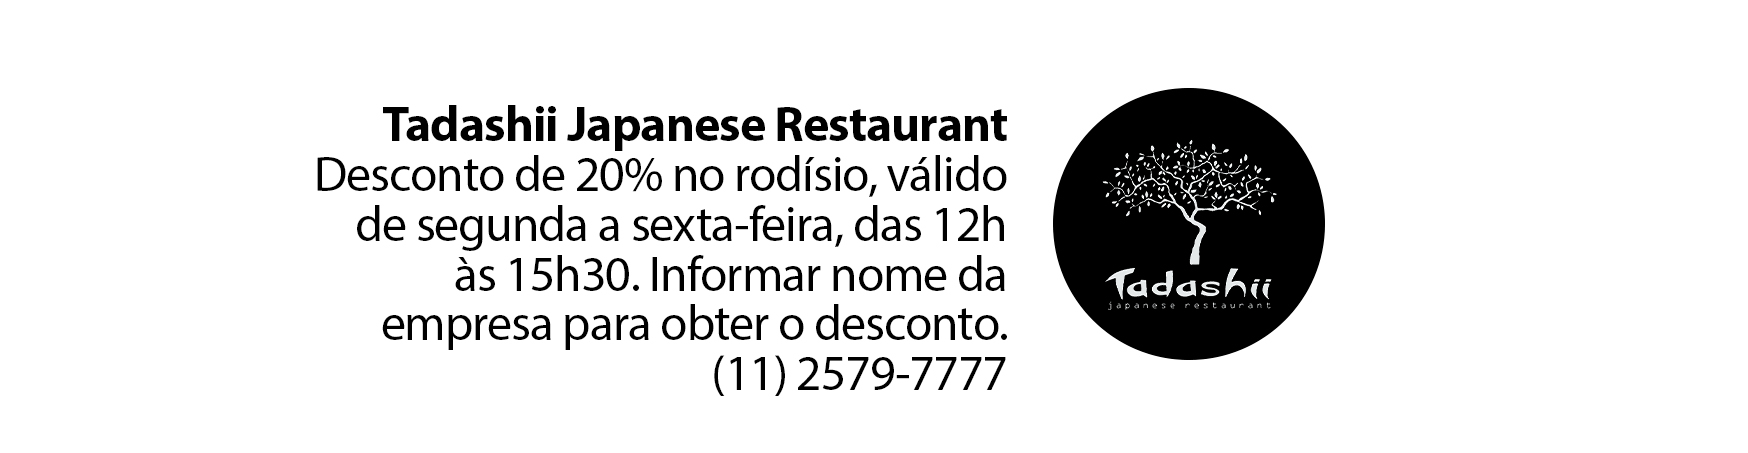 Tadashii Japanese Restaurant
Desconto de 20% no rodísio, válido
de segunda a sexta-feira, das 12h
às 15h30. Informar nome da
empresa para obter o desconto.
(11) 2579-7777
Tadashii
japanese restaurant